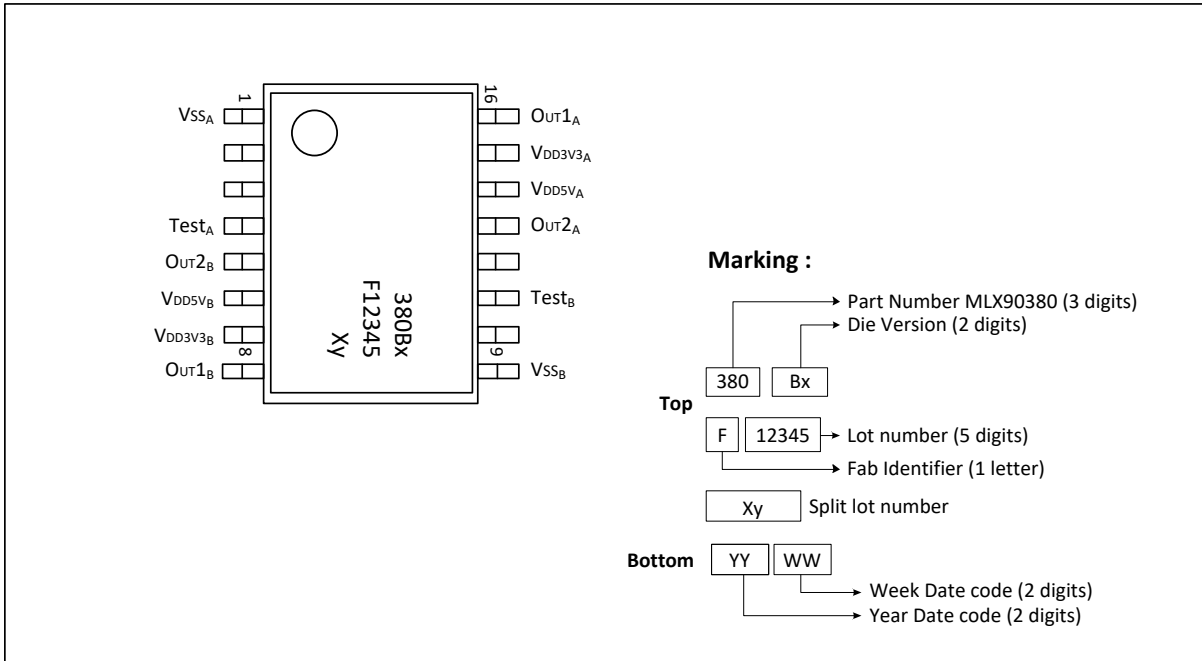 1
16
VSSA
OUT1A
VDD3V3A
VDD5VA
TestA
OUT2A
OUT2B
VDD5VB
TestB
VDD3V3B
8
9
OUT1B
VSSB
380Bx
F12345
Xy
Marking :
Part Number MLX90380 (3 digits)
Die Version (2 digits)
380 Bx
Top
F 12345 Lot number (5 digits)
Fab Identifier (1 letter)
Xy Split lot number
Bottom YY WW
Week Date code (2 digits)
Year Date code (2 digits)